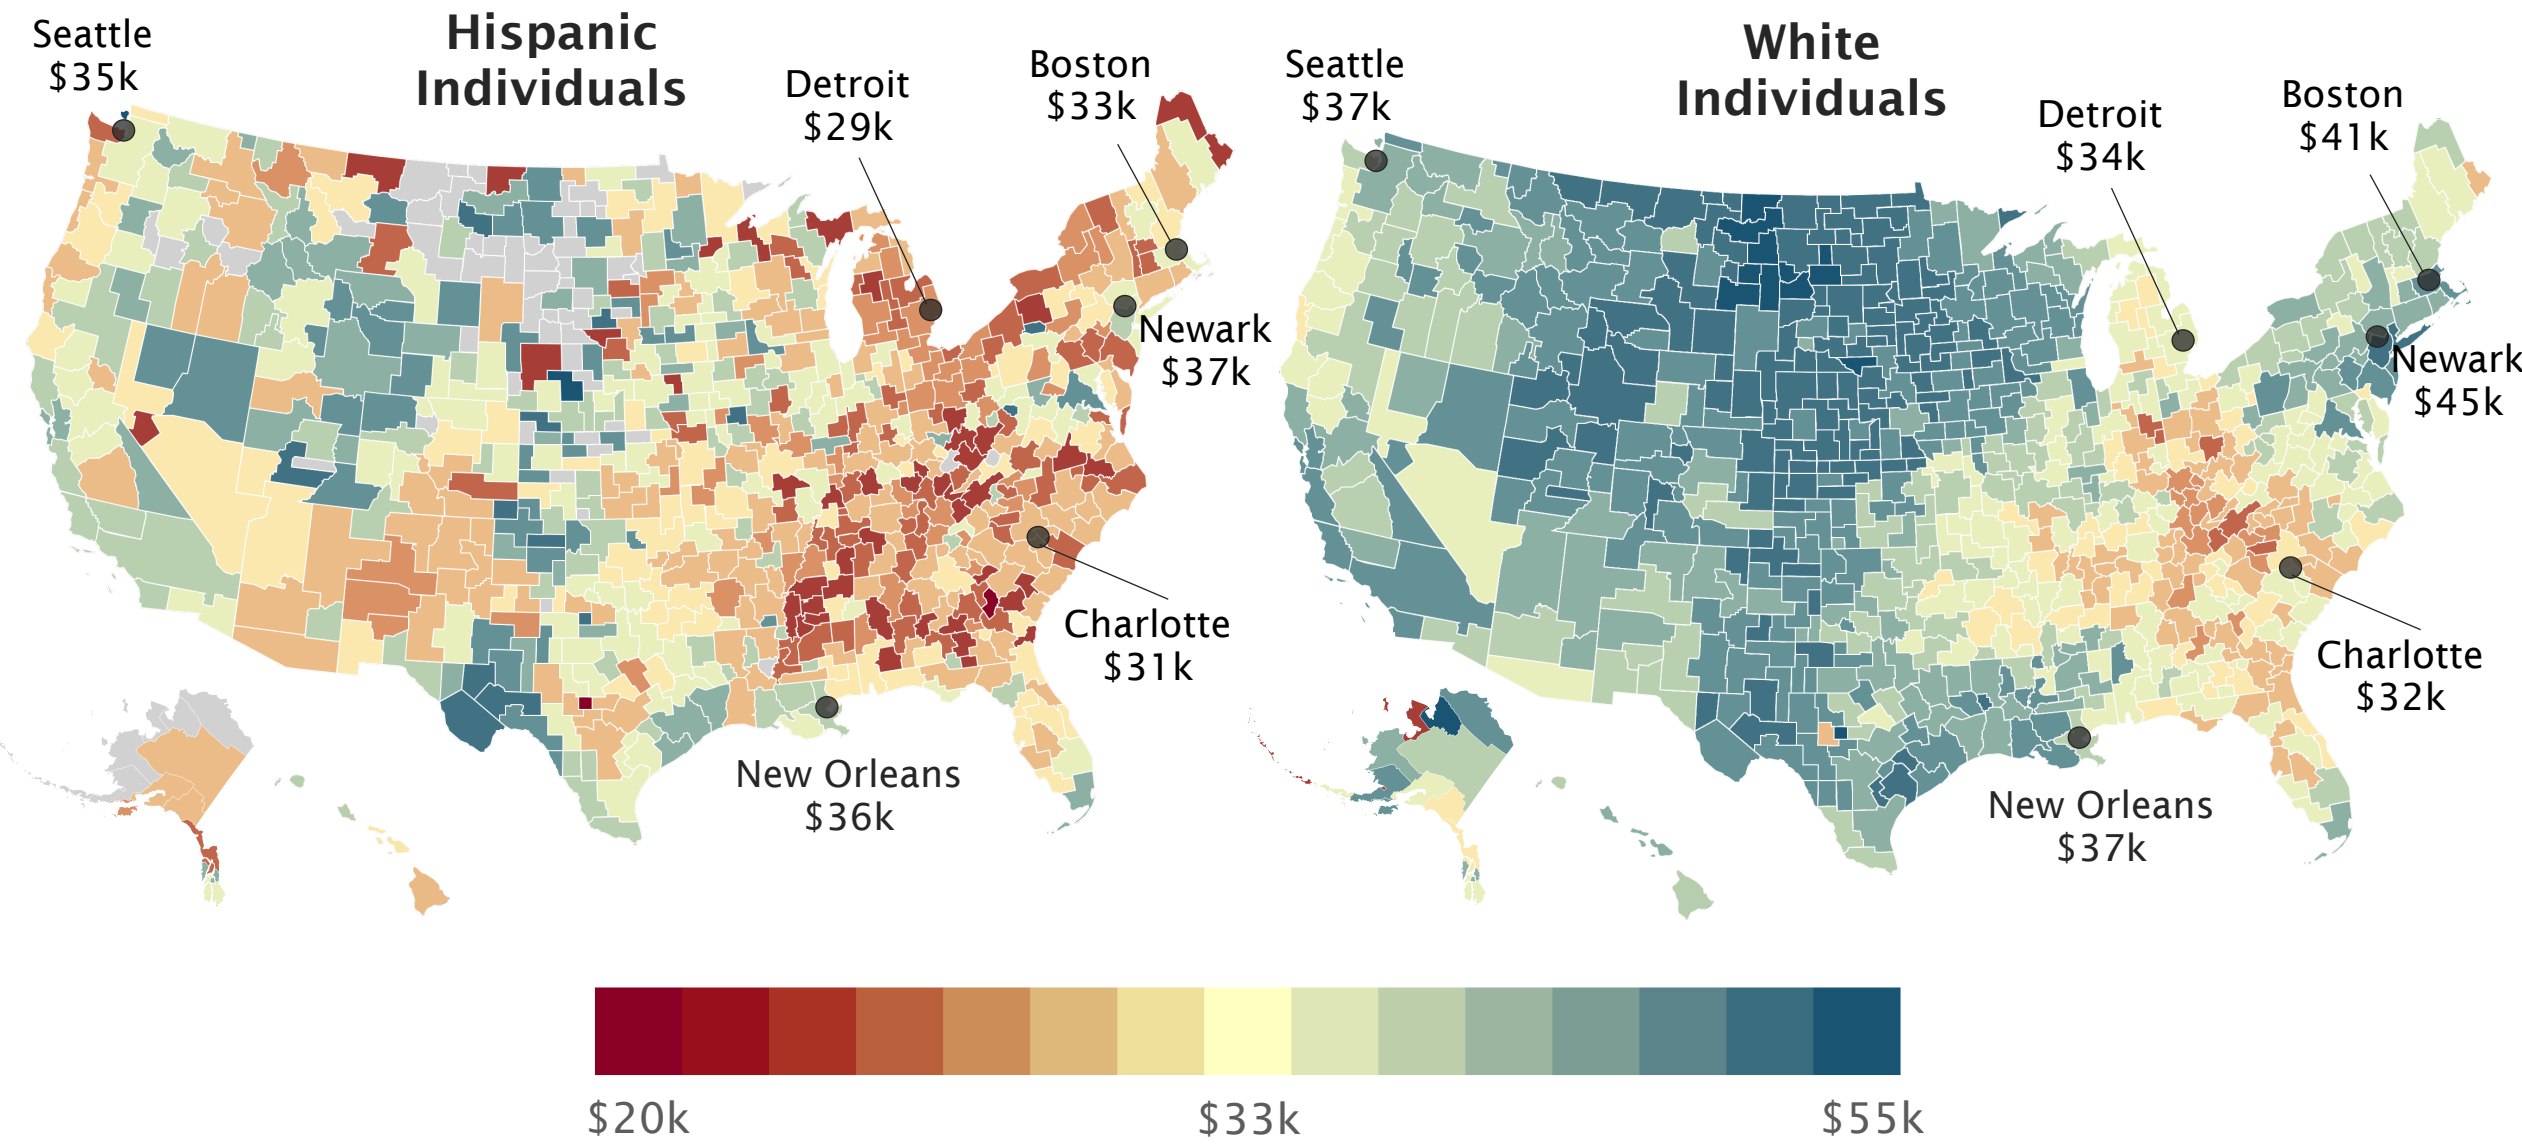 Hispanic
Individuals
Seattle
$35k
Detroit
$29k
Boston
$33k
Newark
$37k
Charlotte
$31k
New Orleans
$36k
White
Individuals
Seattle
$37k
Detroit
$34k
Boston
$41k
Newark
$45k
Charlotte
$32k
New Orleans
$37k
$20k
$33k
$55k